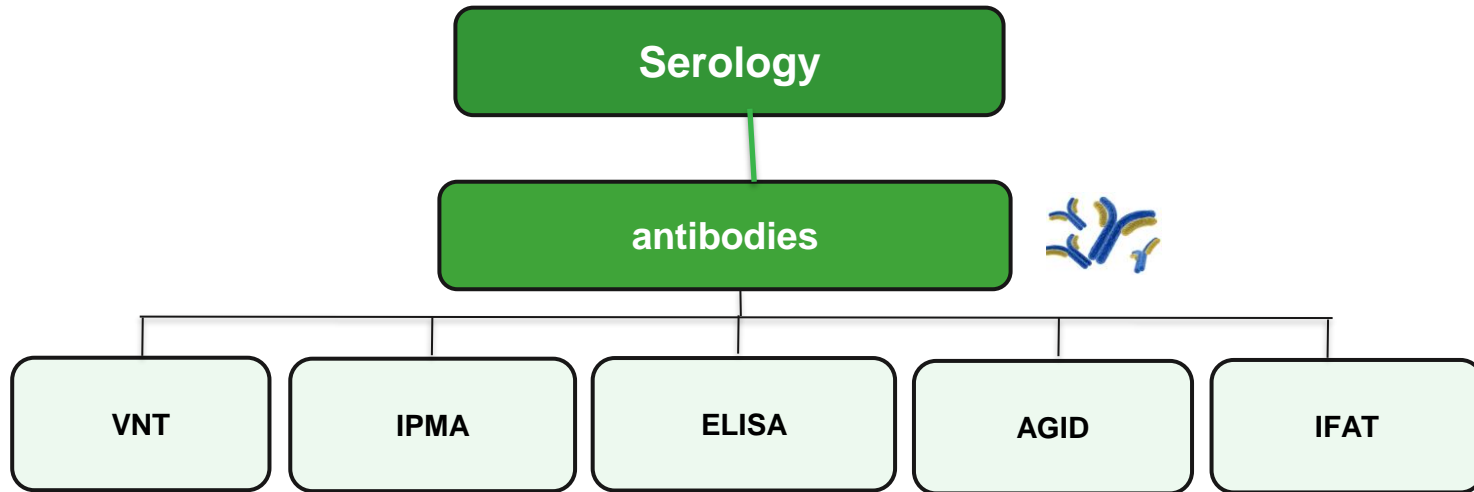 Serology
antibodies
VNT
IPMA
ELISA
AGID
IFAT